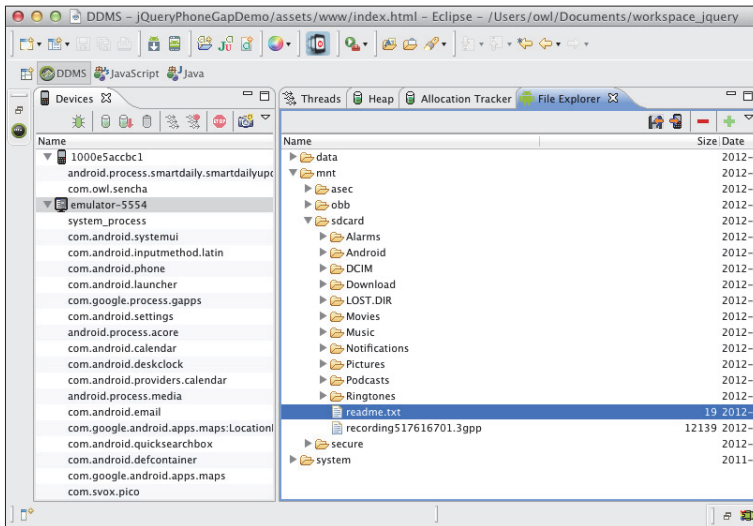 DDMS – jQueryPhoneGapDemo/assets/www/index.html – Eclipse – /Users/owl/Documents/workspace_jquery
DDMS JavaScript Java
Devices
Name
1000e5accbc1
android.process.smartdaily.smartdailyupd
com.owl.sencha
emulator-5554
system_process
com.android.systemui
com.android.inputmethod.latin
com.android.phone
com.android.launcher
com.google.process.gapps
com.android.settings
android.process.acore
com.android.calendar
com.android.deskclock
com.android.providers.calendar
android.process.media
com.android.email
com.google.android.apps.maps:Location
com.android.quicksearchbox
com.android.defcontainer
com.google.android.apps.maps
com.svox.pico
Threads Heap Allocation Tracker File Explorer
Name Size Date
data 2012-
mnt 2012-
asec 2012-
obb 2012-
sdcard 2012-
Alarms 2012-
Android 2012-
DCIM 2012-
Download 2012-
LOST.DIR 2012-
Movies 2012-
Music 2012-
Notifications 2012-
Pictures 2012-
Podcasts 2012-
Ringtones 2012-
readme.txt 19 2012-
recording517616701.3gpp 12139 2012-
secure 2012-
system 2011-